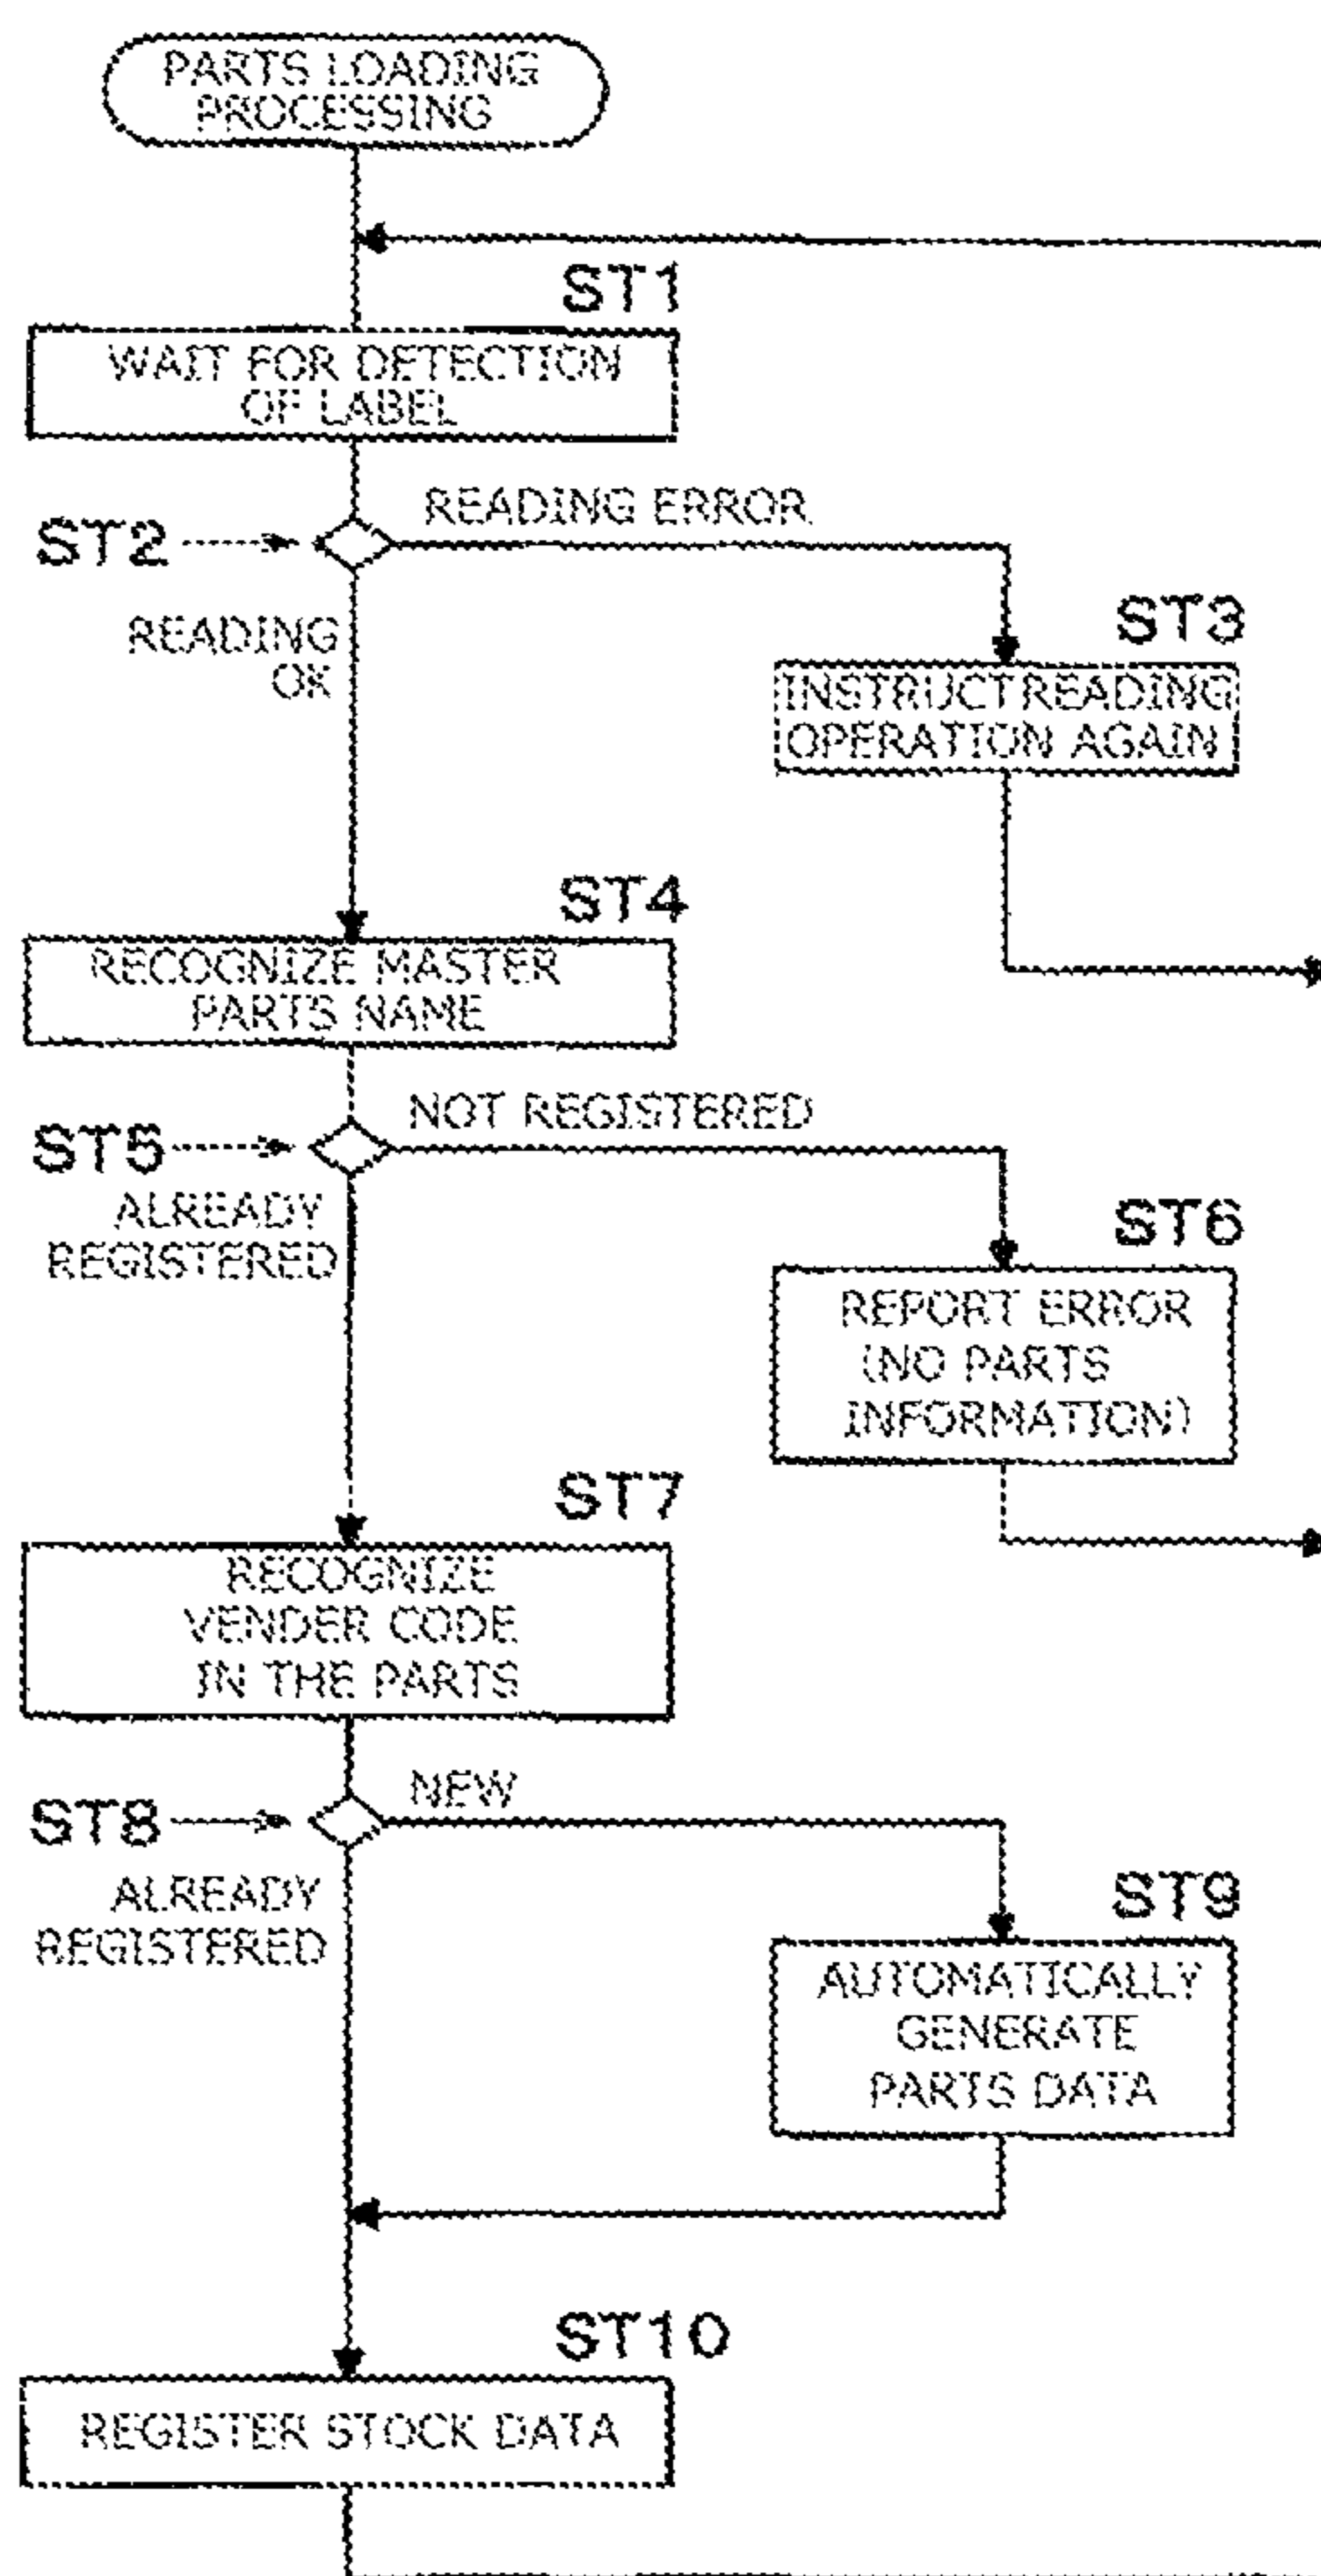 PARTS LOADING
PROCESSING
ST1
WAIT FOR DETECTION
OF LABEL
ST2
READING ERROR
READING
OK
ST3
INSTRUCT READING
OPERATION AGAIN
ST4
RECOGNIZE MASTER
PARTS NAME
ST5
NOT REGISTERED
ALREADY
REGISTERED
ST6
REPORT ERROR
(NO PARTS
INFORMATION)
ST7
RECOGNIZE
VENDER CODE
IN THE PARTS
ST8
NEW
ALREADY
REGISTERED
ST9
AUTOMATICALLY
GENERATE
PARTS DATA
ST10
REGISTER STOCK DATA